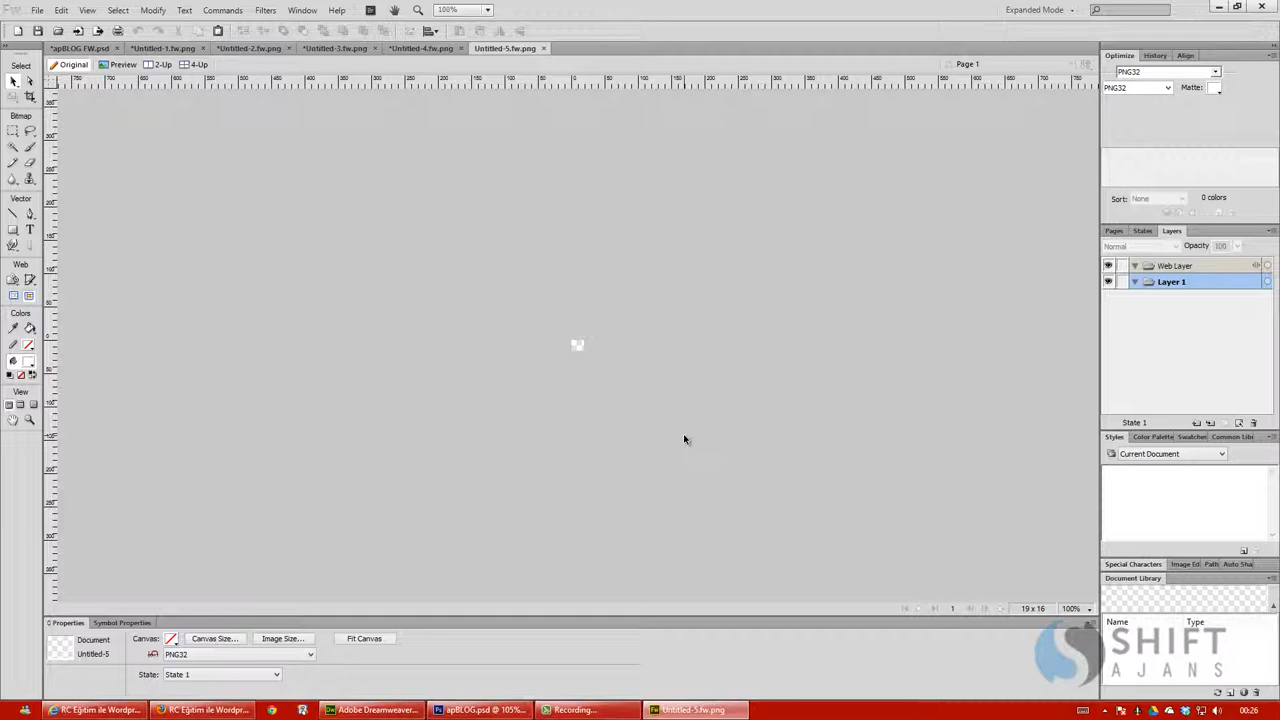 Fw File Edit View Select Modify Text Commands Filters Window Help Br 100% Expanded Mode
*apBLOG FW.psd *Untitled-1.fw.png *Untitled-2.fw.png *Untitled-3.fw.png *Untitled-4.fw.png Untitled-5.fw.png
Original Preview 2-Up 4-Up Page 1
Select
Bitmap
Vector
Web
Colors
View
Optimize History Align
PNG32
PNG32 Matte:
Sort: None 0 colors
Pages States Layers
Normal Opacity 100
Web Layer
Layer 1
State 1
Styles Color Palette Swatches Common Libr
Current Document
Special Characters Image Ed Path Auto Sha
Document Library
Name Type
1 19 x 16 100%
Properties Symbol Properties
Document Canvas: Canvas Size... Image Size... Fit Canvas
Untitled-5 PNG32
State: State 1
SHIFT
AJANS
RC Eğitim ile Wordpr... RC Eğitim ile Wordpr... Adobe Dreamweaver... apBLOG.psd @ 105%... Recording... Untitled-5.fw.png
00:26